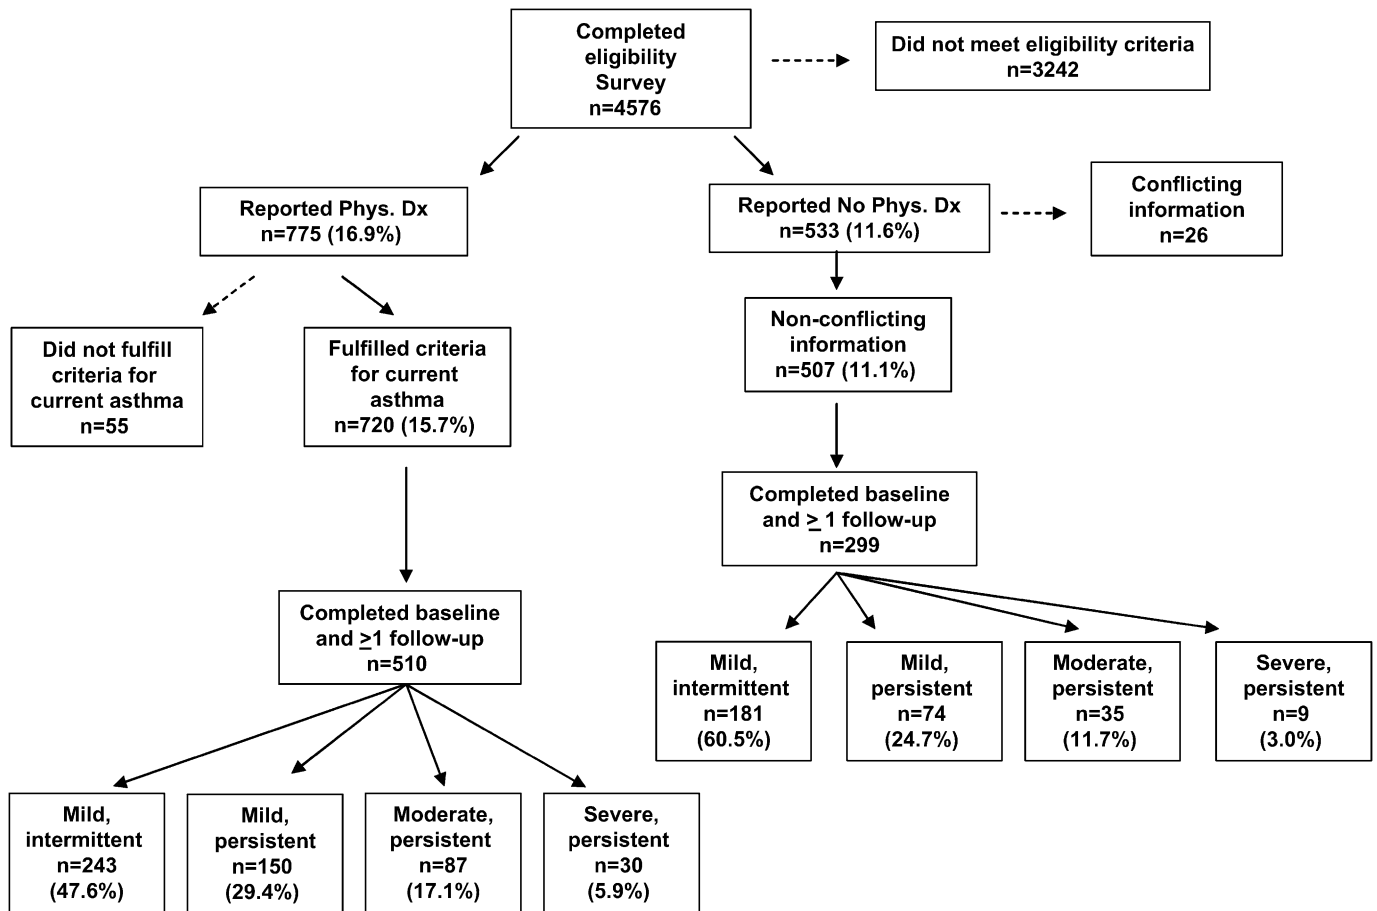 Completed
eligibility
Survey
n=4576
Did not meet eligibility criteria
n=3242
Reported Phys. Dx
n=775 (16.9%)
Reported No Phys. Dx
n=533 (11.6%)
Conflicting
information
n=26
Did not fulfill
criteria for
current asthma
n=55
Fulfilled criteria
for current
asthma
n=720 (15.7%)
Non-conflicting
information
n=507 (11.1%)
Completed baseline
and ≥ 1 follow-up
n=299
Completed baseline
and ≥1 follow-up
n=510
Mild,
intermittent
n=181
(60.5%)
Mild,
persistent
n=74
(24.7%)
Moderate,
persistent
n=35
(11.7%)
Severe,
persistent
n=9
(3.0%)
Mild,
intermittent
n=243
(47.6%)
Mild,
persistent
n=150
(29.4%)
Moderate,
persistent
n=87
(17.1%)
Severe,
persistent
n=30
(5.9%)